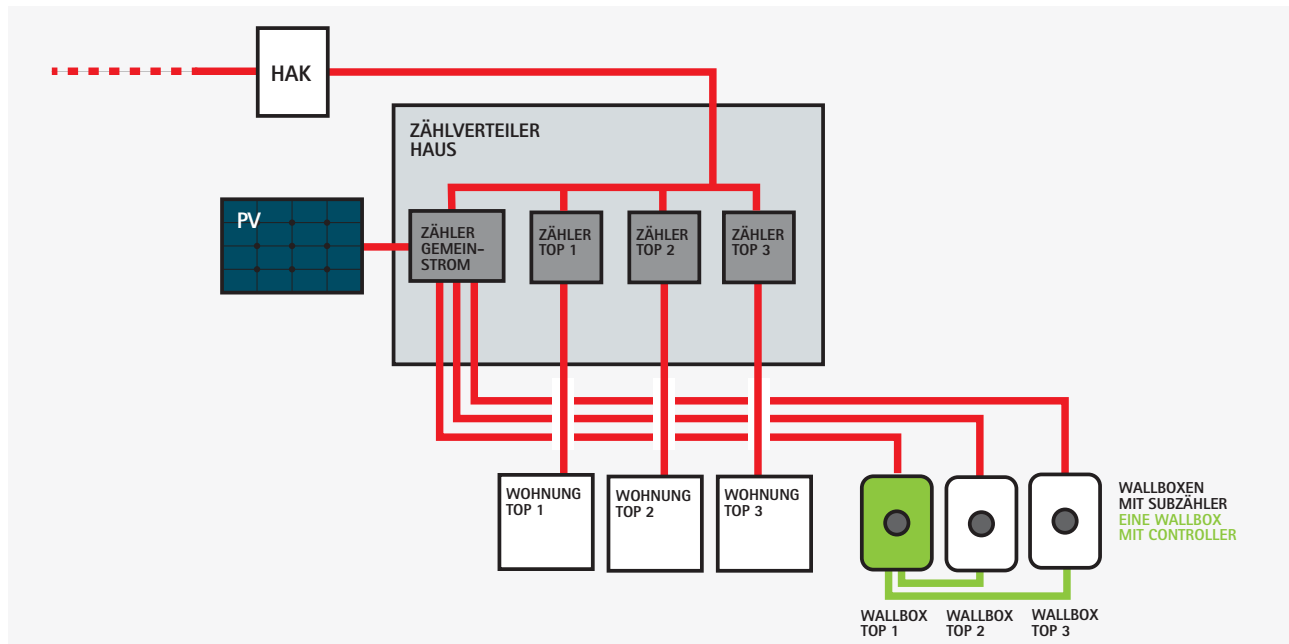 HAK
ZÄHLVERTEILER
HAUS
PV
ZÄHLER
GEMEIN-
STROM
ZÄHLER
TOP 1
ZÄHLER
TOP 2
ZÄHLER
TOP 3
WOHNUNG
TOP 1
WOHNUNG
TOP 2
WOHNUNG
TOP 3
WALLBOXEN
MIT SUBZÄHLER
EINE WALLBOX
MIT CONTROLLER
WALLBOX
TOP 1
WALLBOX
TOP 2
WALLBOX
TOP 3